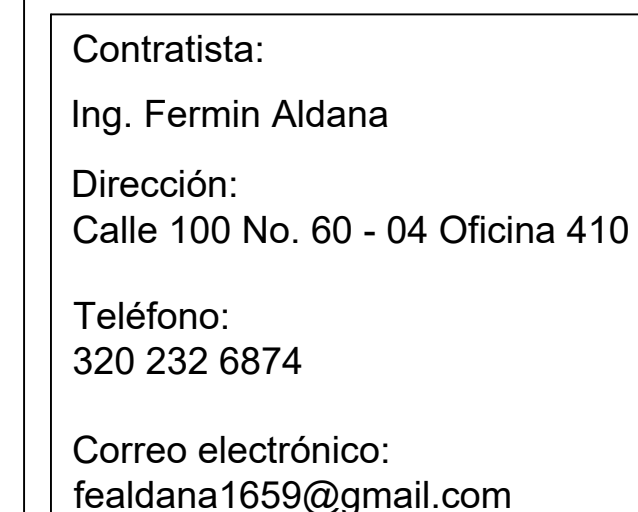 Contratista:
Ing. Fermin Aldana
Dirección:
Calle 100 No. 60 - 04 Oficina 410
Teléfono:
320 232 6874
Correo electrónico:
fealdana1659@gmail.com